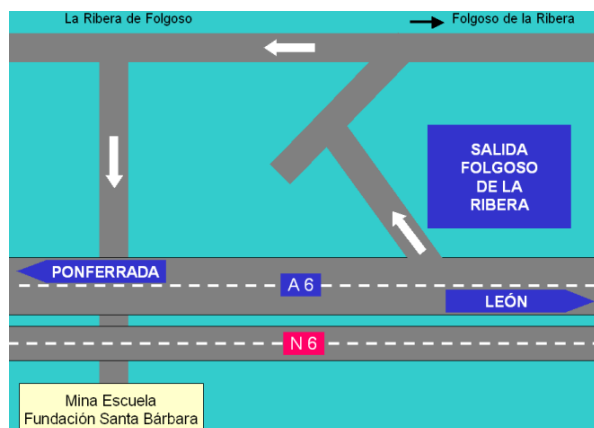 La Ribera de Folgoso
Folgoso de la Ribera
SALIDA
FOLGOSO
DE LA
RIBERA
PONFERRADA
A 6
LEÓN
N 6
Mina Escuela
Fundación Santa Bárbara